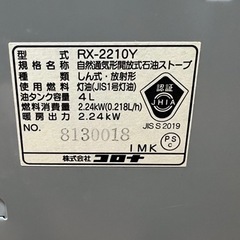 型式 RX-2210Y
規格名称 自然通気形開放式石油ストーブ
種類 しん式・放射形
使用燃料 灯油(JIS1号灯油)
油タンク容量 4L
燃料消費量 2.24kW(0.218L/h)
暖房出力 2.24kW
8130018
IMK
株式会社コロナ
認証
JHIA
JIS S 2019
PS
C